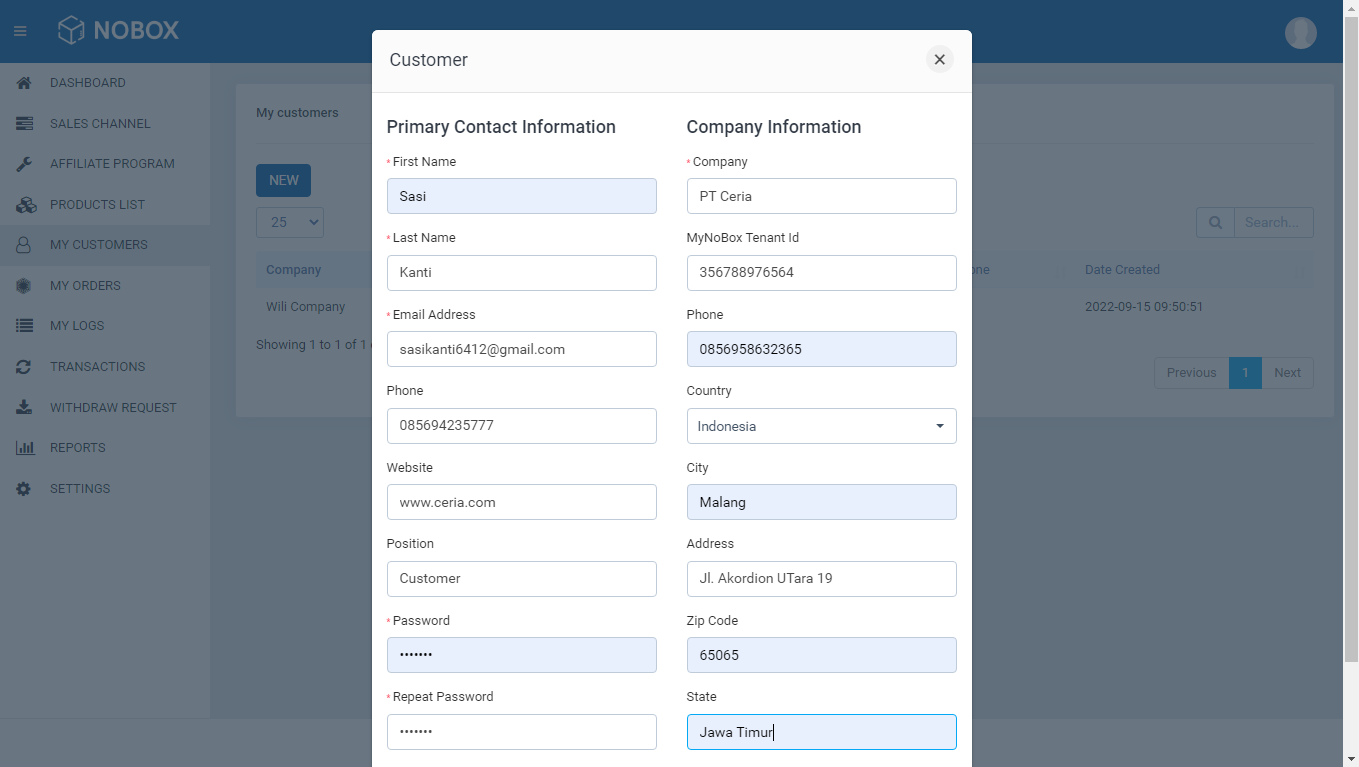 NOBOX
DASHBOARD
SALES CHANNEL
AFFILIATE PROGRAM
PRODUCTS LIST
MY CUSTOMERS
MY ORDERS
MY LOGS
TRANSACTIONS
WITHDRAW REQUEST
REPORTS
SETTINGS
My customers
NEW
25
Search...
Company
Date Created
Wili Company
2022-09-15 09:50:51
Showing 1 to 1 of 1
Previous 1 Next
Customer
Primary Contact Information
* First Name
Sasi
* Last Name
Kanti
* Email Address
sasikanti6412@gmail.com
Phone
085694235777
Website
www.ceria.com
Position
Customer
* Password
•••••••
* Repeat Password
•••••••
Company Information
* Company
PT Ceria
MyNoBox Tenant Id
356788976564
Phone
0856958632365
Country
Indonesia
City
Malang
Address
Jl. Akordion UTara 19
Zip Code
65065
State
Jawa Timur